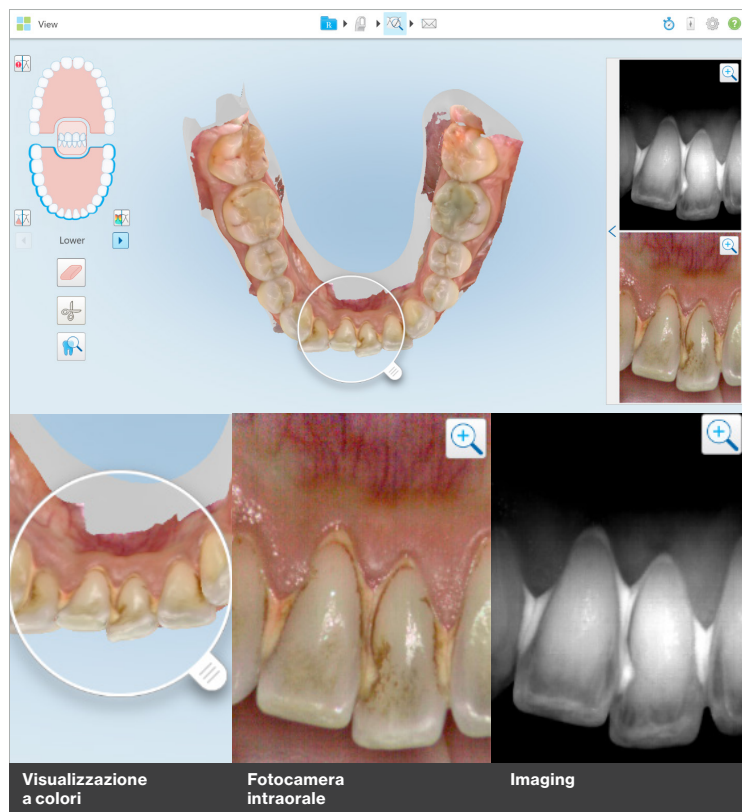 View
R
Lower
Visualizzazione
a colori
Fotocamera
intraorale
Imaging